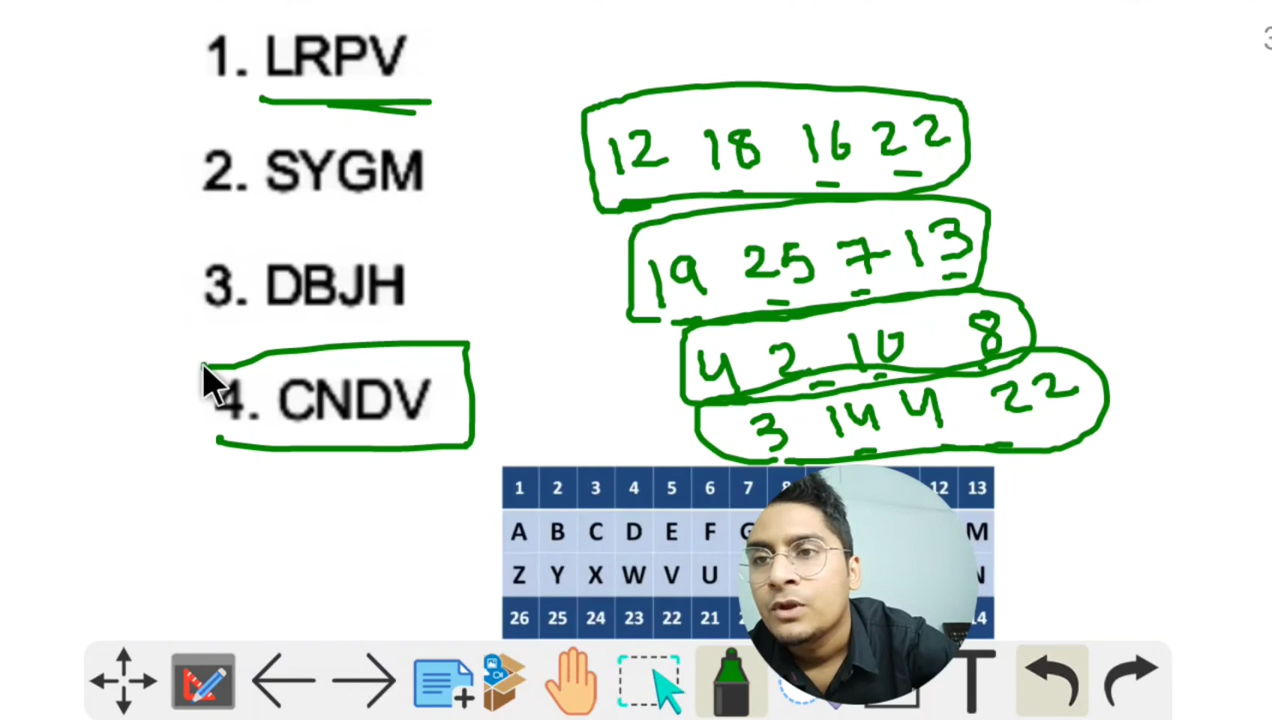 1. LRPV
12 18 16 22
2. SYGM
19 25 7 13
3. DBJH
4 2 10 8
4. CNDV
3 14 4 22
1 2 3 4 5 6 7 12 13
A B C D E F M
Z Y X W V U
26 25 24 23 22 21
T